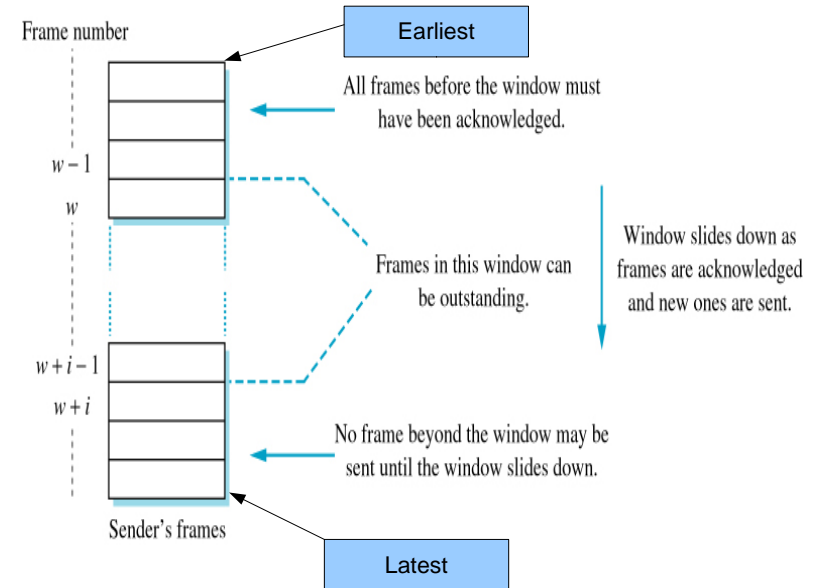 Earliest
Frame number
All frames before the window must
have been acknowledged.
w – 1
w
Window slides down as
frames are acknowledged
and new ones are sent.
Frames in this window can
be outstanding.
w + i – 1
w + i
No frame beyond the window may be
sent until the window slides down.
Sender's frames
Latest